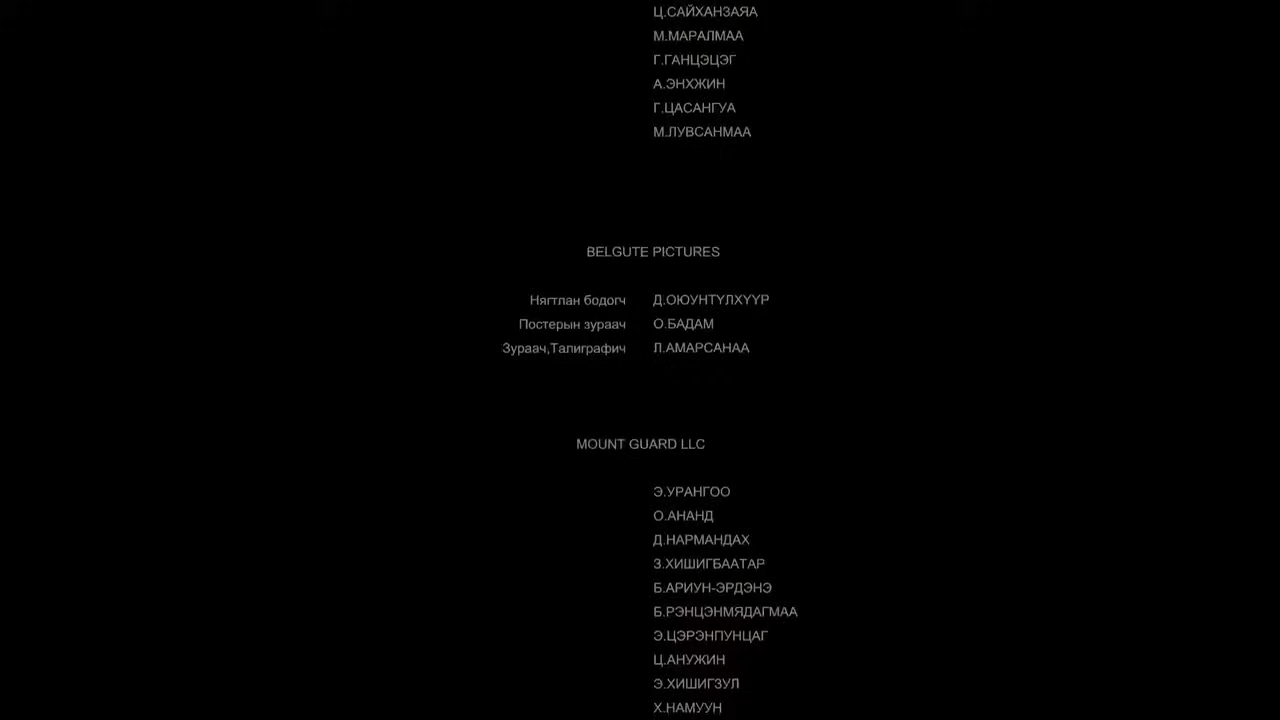 Ц.САЙХАНЗАЯА
М.МАРАЛМАА
Г.ГАНЦЭЦЭГ
А.ЭНХЖИН
Г.ЦАСАНГУА
М.ЛУВСАНМАА
BELGUTE PICTURES
Нягтлан бодогч Д.ОЮУНТҮЛХҮҮР
Постерын зураач О.БАДАМ
Зураач,Талиграфич Л.АМАРСАНАА
MOUNT GUARD LLC
Э.УРАНГОО
О.АНАНД
Д.НАРМАНДАХ
З.ХИШИГБААТАР
Б.АРИУН-ЭРДЭНЭ
Б.РЭНЦЭНМЯДАГМАА
Э.ЦЭРЭНПУНЦАГ
Ц.АНУЖИН
Э.ХИШИГЗУЛ
Х.НАМУУН